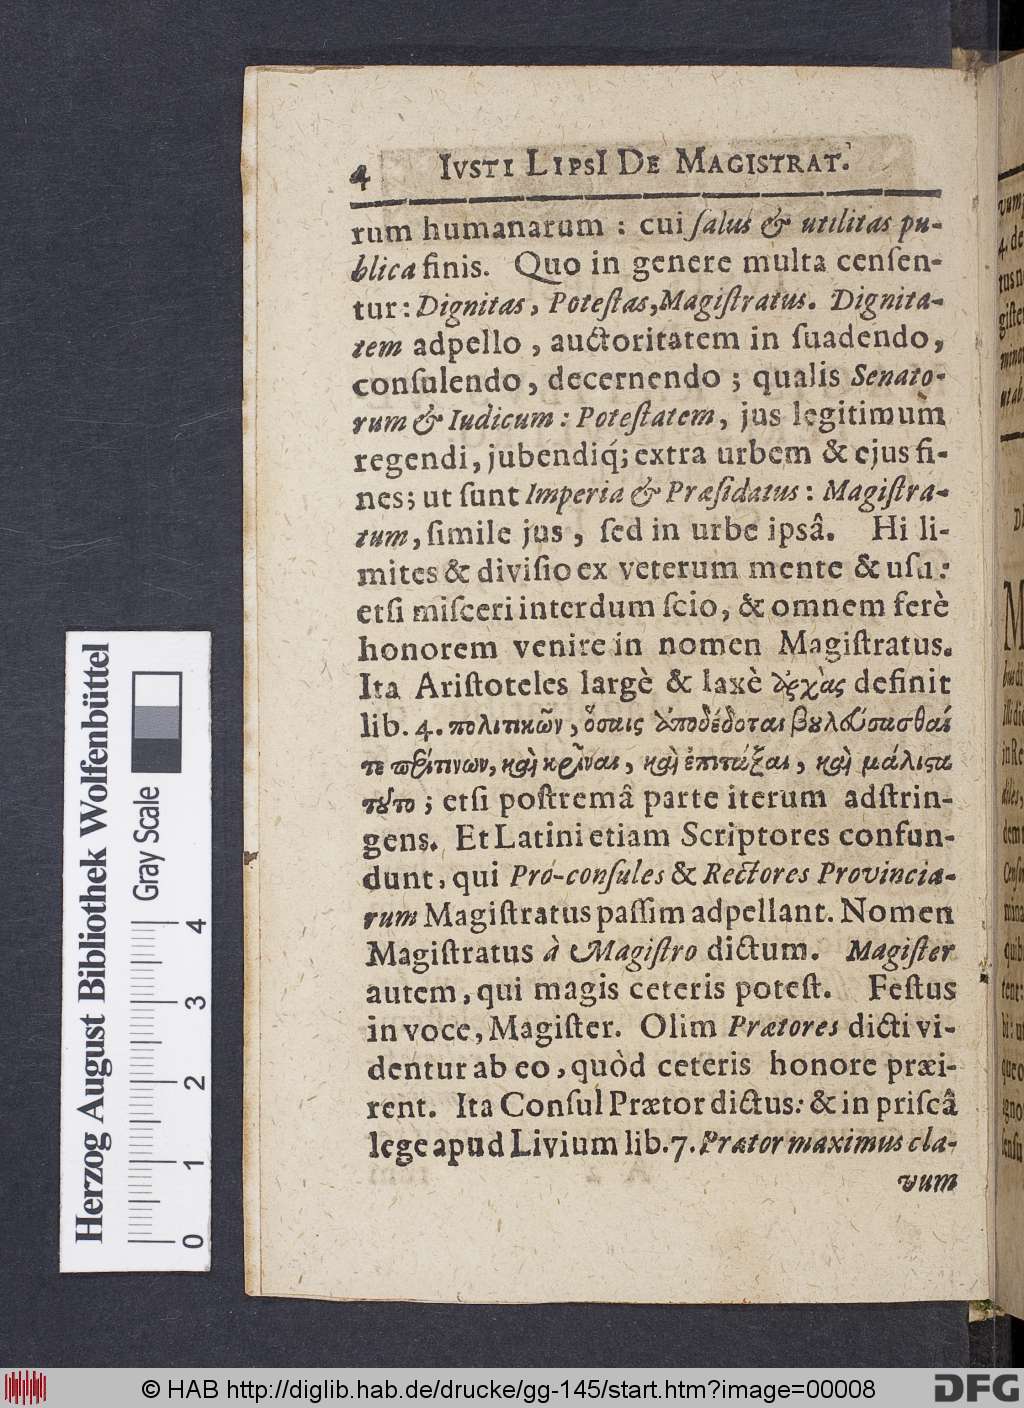 4 IVSTI LIPSI DE MAGISTRAT.
rum humanarum : cui ſalus & utilitas pu-
blica finis. Quo in genere multa cenſen-
tur: Dignitas, Poteſtas, Magiſtratus. Dignita-
tem adpello, auctoritatem in ſuadendo,
conſulendo, decernendo; qualis Senato-
rum & Iudicum: Poteſtatem, jus legitimum
regendi, jubendiq́; extra urbem & ejus fi-
nes; ut ſunt Imperia & Præſidatus: Magiſtra-
tum, ſimile jus, ſed in urbe ipsâ. Hi li-
mites & diviſio ex veterum mente & uſu:
etſi miſceri interdum ſcio, & omnem ferè
honorem venire in nomen Magiſtratus.
Ita Ariſtoteles largè & laxè ἀρχὰς definit
lib. 4. πολιτικῶν, ὅσαις ἀποδέδοται βουλεύσασθαί
τε περί τινων, καὶ κρῖναι, καὶ ἐπιτάξαι, καὶ μάλιστα
τοῦτο; etſi poſtremâ parte iterum adſtrin-
gens. Et Latini etiam Scriptores confun-
dunt, qui Pro-conſules & Rectores Provincia-
rum Magiſtratus paſſim adpellant. Nomen
Magiſtratus à Magiſtro dictum. Magiſter
autem, qui magis ceteris poteſt. Feſtus
in voce, Magiſter. Olim Prætores dicti vi-
dentur ab eo, quòd ceteris honore præi-
rent. Ita Conſul Prætor dictus: & in priſcâ
lege apud Livium lib. 7. Prætor maximus cla-
vum
Herzog August Bibliothek Wolfenbüttel
Gray Scale
0 1 2 3 4
© HAB http://diglib.hab.de/drucke/gg-145/start.htm?image=00008
DFG